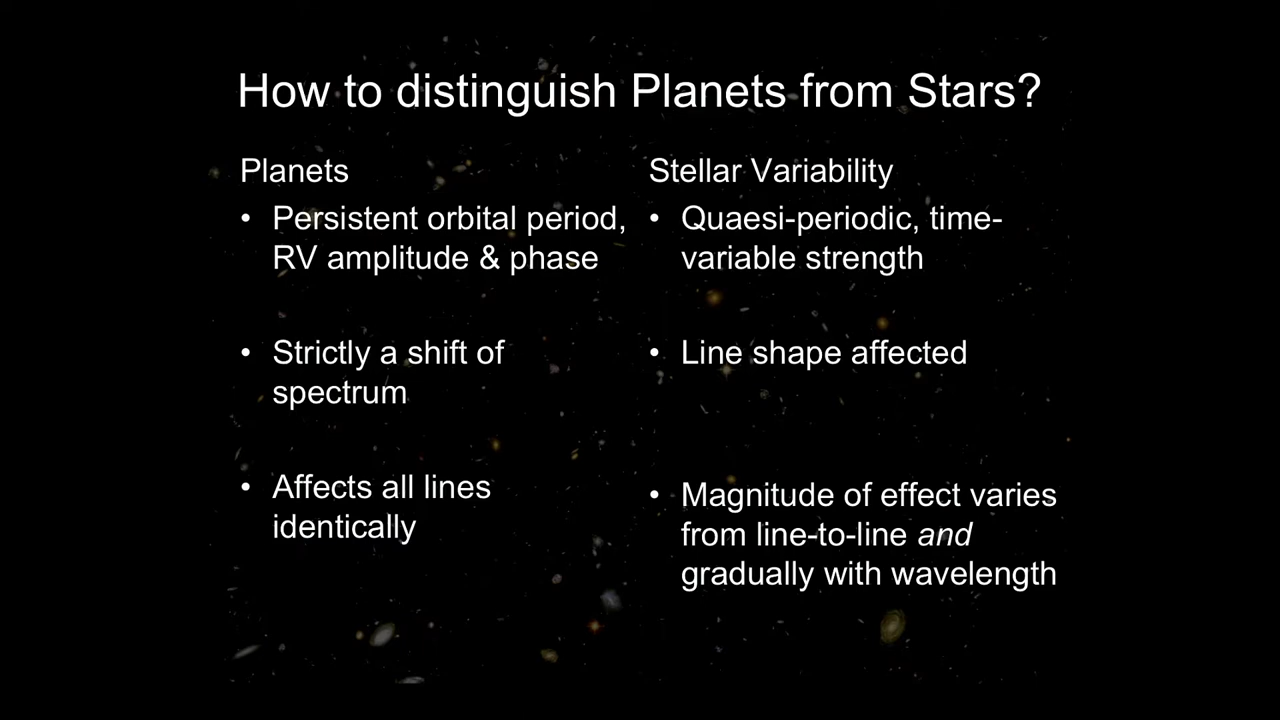 How to distinguish Planets from Stars?
Planets
• Persistent orbital period,
RV amplitude & phase
• Strictly a shift of
spectrum
• Affects all lines
identically
Stellar Variability
• Quaesi-periodic, time-
variable strength
• Line shape affected
• Magnitude of effect varies
from line-to-line and
gradually with wavelength